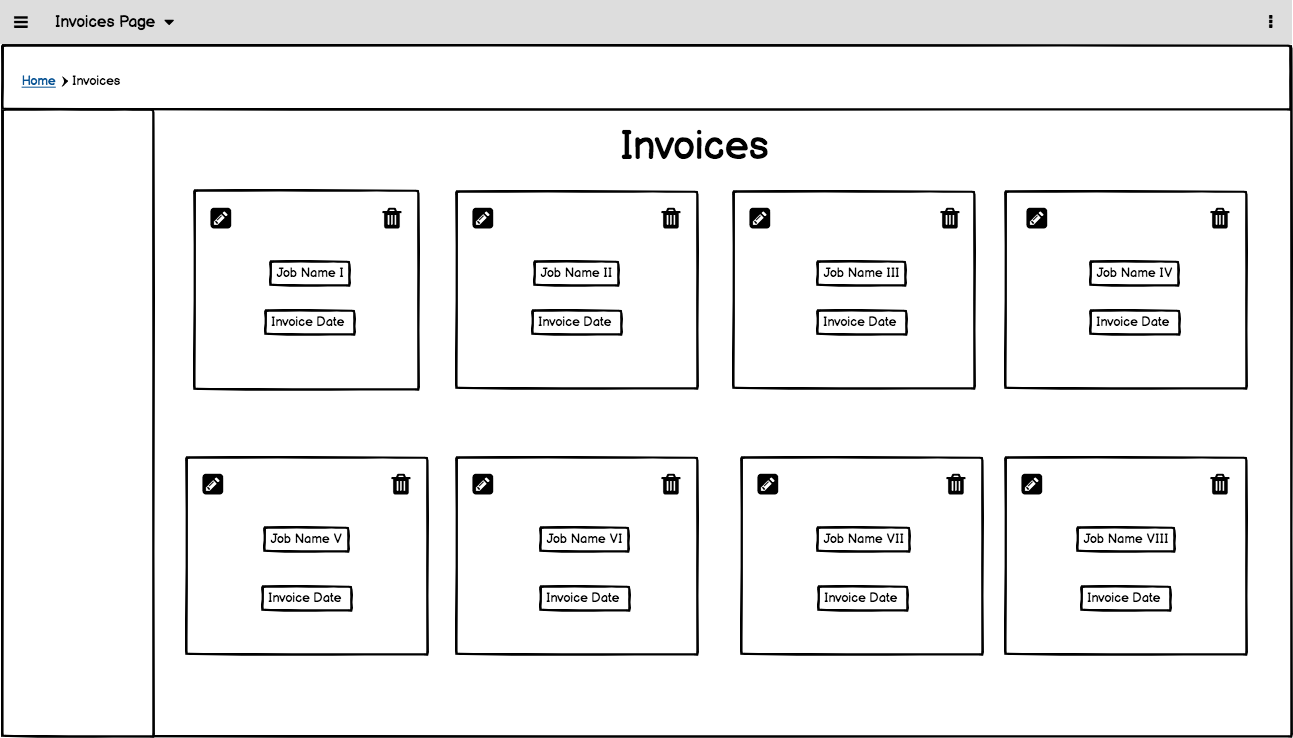 Invoices Page
Home > Invoices
Invoices
Job Name I
Invoice Date
Job Name II
Invoice Date
Job Name III
Invoice Date
Job Name IV
Invoice Date
Job Name V
Invoice Date
Job Name VI
Invoice Date
Job Name VII
Invoice Date
Job Name VIII
Invoice Date